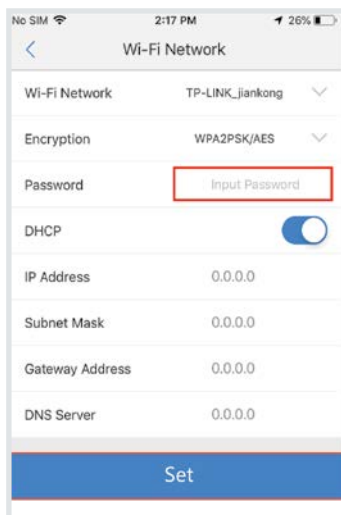 No SIM 2:17 PM 26%
Wi-Fi Network
Wi-Fi Network TP-LINK_jiankong
Encryption WPA2PSK/AES
Password Input Password
DHCP
IP Address 0.0.0.0
Subnet Mask 0.0.0.0
Gateway Address 0.0.0.0
DNS Server 0.0.0.0
Set